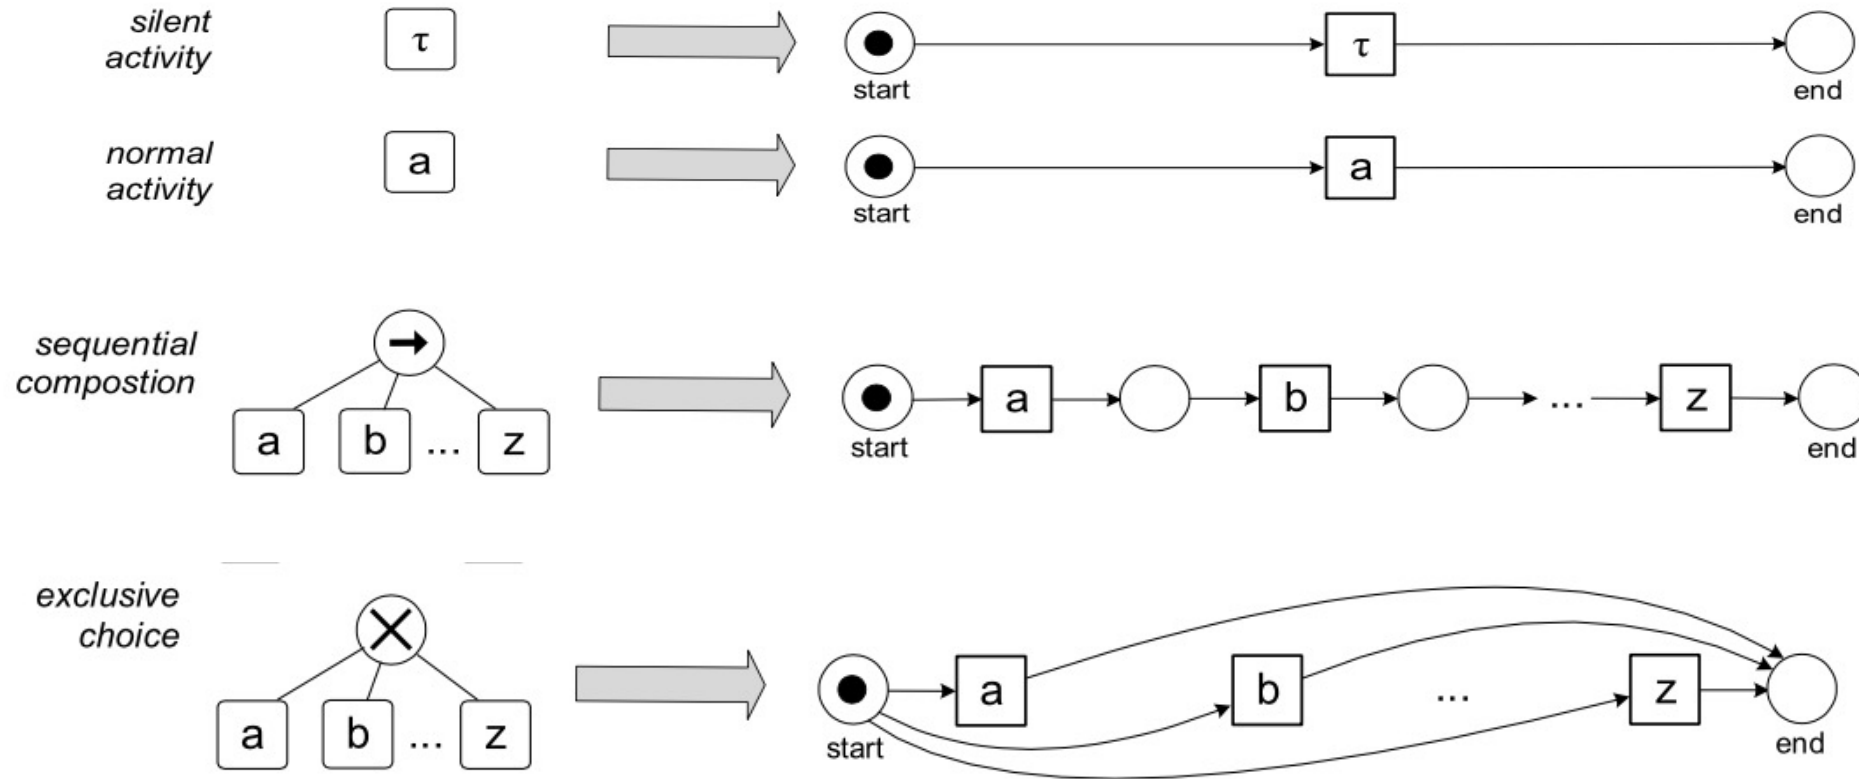 silent
activity
τ
τ
start
end
normal
activity
a
a
start
end
sequential
compostion
a b ... z
a b ... z
start
end
exclusive
choice
a b ... z
a b ... z
start
end